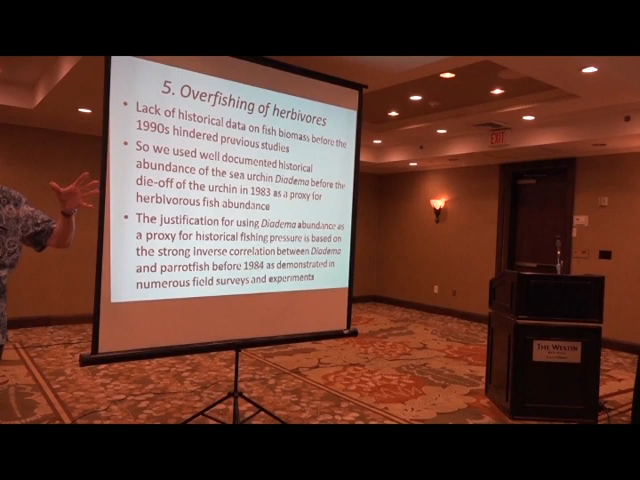 5. Overfishing of herbivores
• Lack of historical data on fish biomass before the
1990s hindered previous studies
• So we used well documented historical
abundance of the sea urchin Diadema before the
die-off of the urchin in 1983 as a proxy for
herbivorous fish abundance
• The justification for using Diadema abundance as
a proxy for historical fishing pressure is based on
the strong inverse correlation between Diadema
and parrotfish before 1984 as demonstrated in
numerous field surveys and experiments
EXIT
THE WESTIN